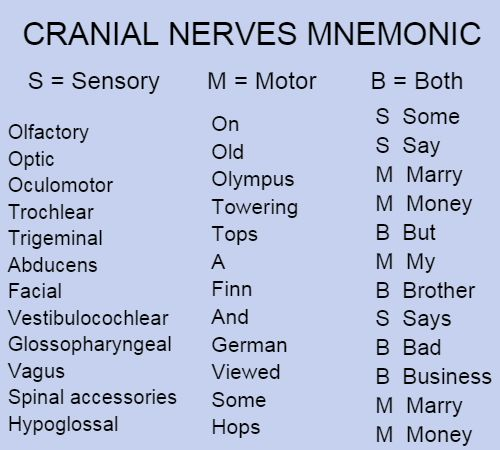 CRANIAL NERVES MNEMONIC
S = Sensory M = Motor B = Both
Olfactory
Optic
Oculomotor
Trochlear
Trigeminal
Abducens
Facial
Vestibulocochlear
Glossopharyngeal
Vagus
Spinal accessories
Hypoglossal
On
Old
Olympus
Towering
Tops
A
Finn
And
German
Viewed
Some
Hops
S Some
S Say
M Marry
M Money
B But
M My
B Brother
S Says
B Bad
B Business
M Marry
M Money